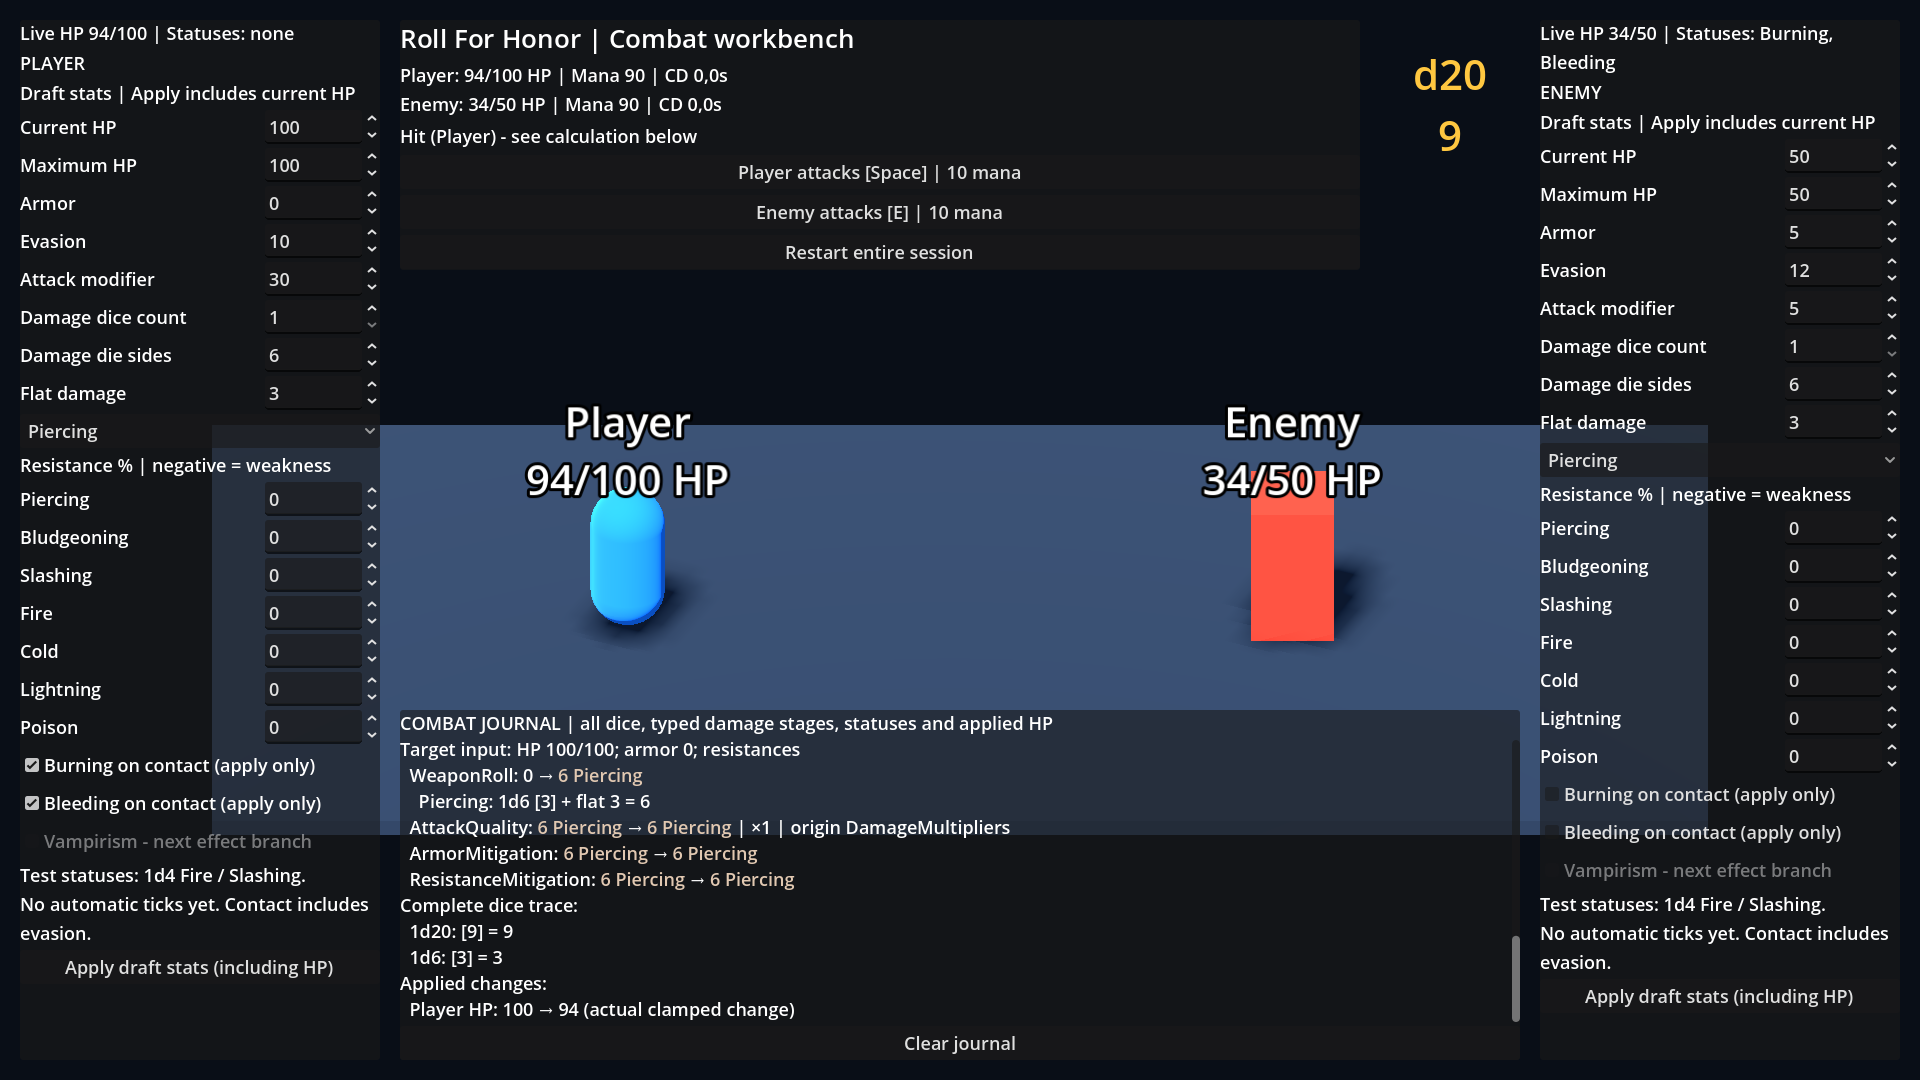 Live HP 94/100 | Statuses: none
PLAYER
Draft stats | Apply includes current HP
Current HP 100
Maximum HP 100
Armor 0
Evasion 10
Attack modifier 30
Damage dice count 1
Damage die sides 6
Flat damage 3
Piercing
Resistance % | negative = weakness
Piercing 0
Bludgeoning 0
Slashing 0
Fire 0
Cold 0
Lightning 0
Poison 0
Burning on contact (apply only)
Bleeding on contact (apply only)
Vampirism - next effect branch
Test statuses: 1d4 Fire / Slashing.
No automatic ticks yet. Contact includes
evasion.
Apply draft stats (including HP)
Roll For Honor | Combat workbench
Player: 94/100 HP | Mana 90 | CD 0,0s
Enemy: 34/50 HP | Mana 90 | CD 0,0s
Hit (Player) - see calculation below
Player attacks [Space] | 10 mana
Enemy attacks [E] | 10 mana
Restart entire session
d20
9
Player
94/100 HP
Enemy
34/50 HP
COMBAT JOURNAL | all dice, typed damage stages, statuses and applied HP
Target input: HP 100/100; armor 0; resistances
WeaponRoll: 0 → 6 Piercing
Piercing: 1d6 [3] + flat 3 = 6
AttackQuality: 6 Piercing → 6 Piercing | ×1 | origin DamageMultipliers
ArmorMitigation: 6 Piercing → 6 Piercing
ResistanceMitigation: 6 Piercing → 6 Piercing
Complete dice trace:
1d20: [9] = 9
1d6: [3] = 3
Applied changes:
Player HP: 100 → 94 (actual clamped change)
Clear journal
Live HP 34/50 | Statuses: Burning,
Bleeding
ENEMY
Draft stats | Apply includes current HP
Current HP 50
Maximum HP 50
Armor 5
Evasion 12
Attack modifier 5
Damage dice count 1
Damage die sides 6
Flat damage 3
Piercing
Resistance % | negative = weakness
Piercing 0
Bludgeoning 0
Slashing 0
Fire 0
Cold 0
Lightning 0
Poison 0
Burning on contact (apply only)
Bleeding on contact (apply only)
Vampirism - next effect branch
Test statuses: 1d4 Fire / Slashing.
No automatic ticks yet. Contact includes
evasion.
Apply draft stats (including HP)